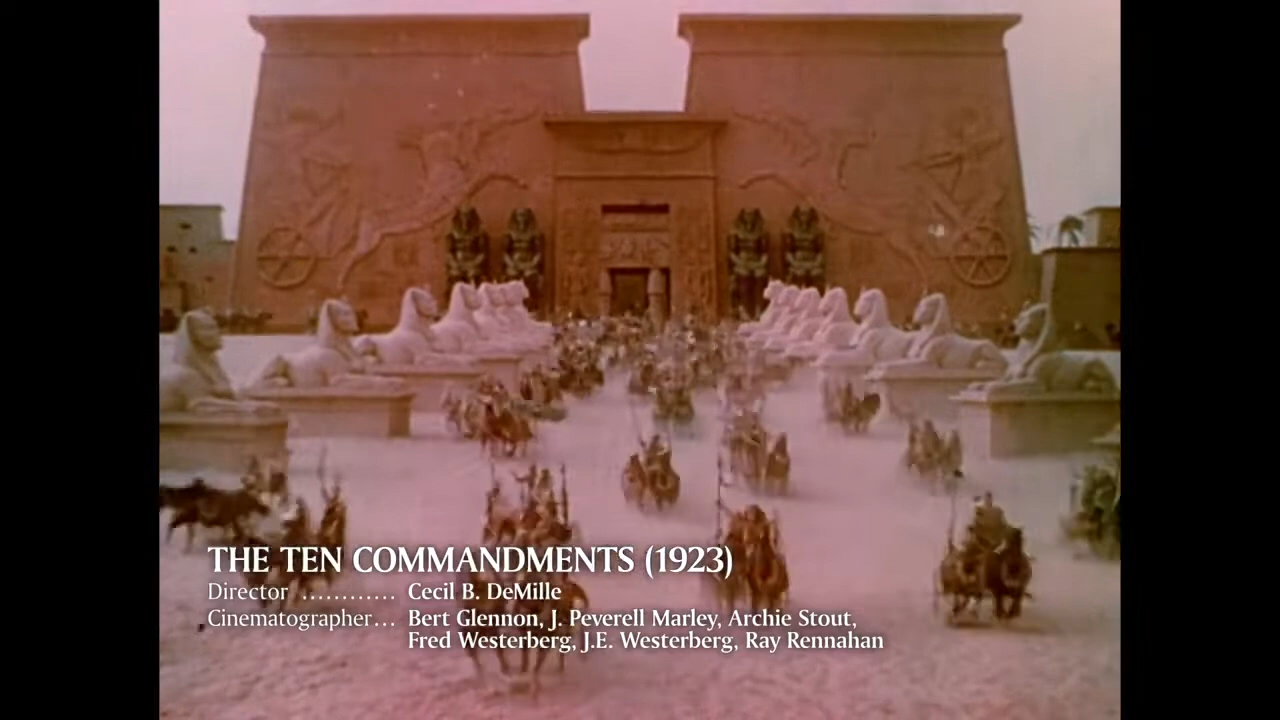 THE TEN COMMANDMENTS (1923)
Director ............ Cecil B. DeMille
Cinematographer... Bert Glennon, J. Peverell Marley, Archie Stout,
Fred Westerberg, J.E. Westerberg, Ray Rennahan